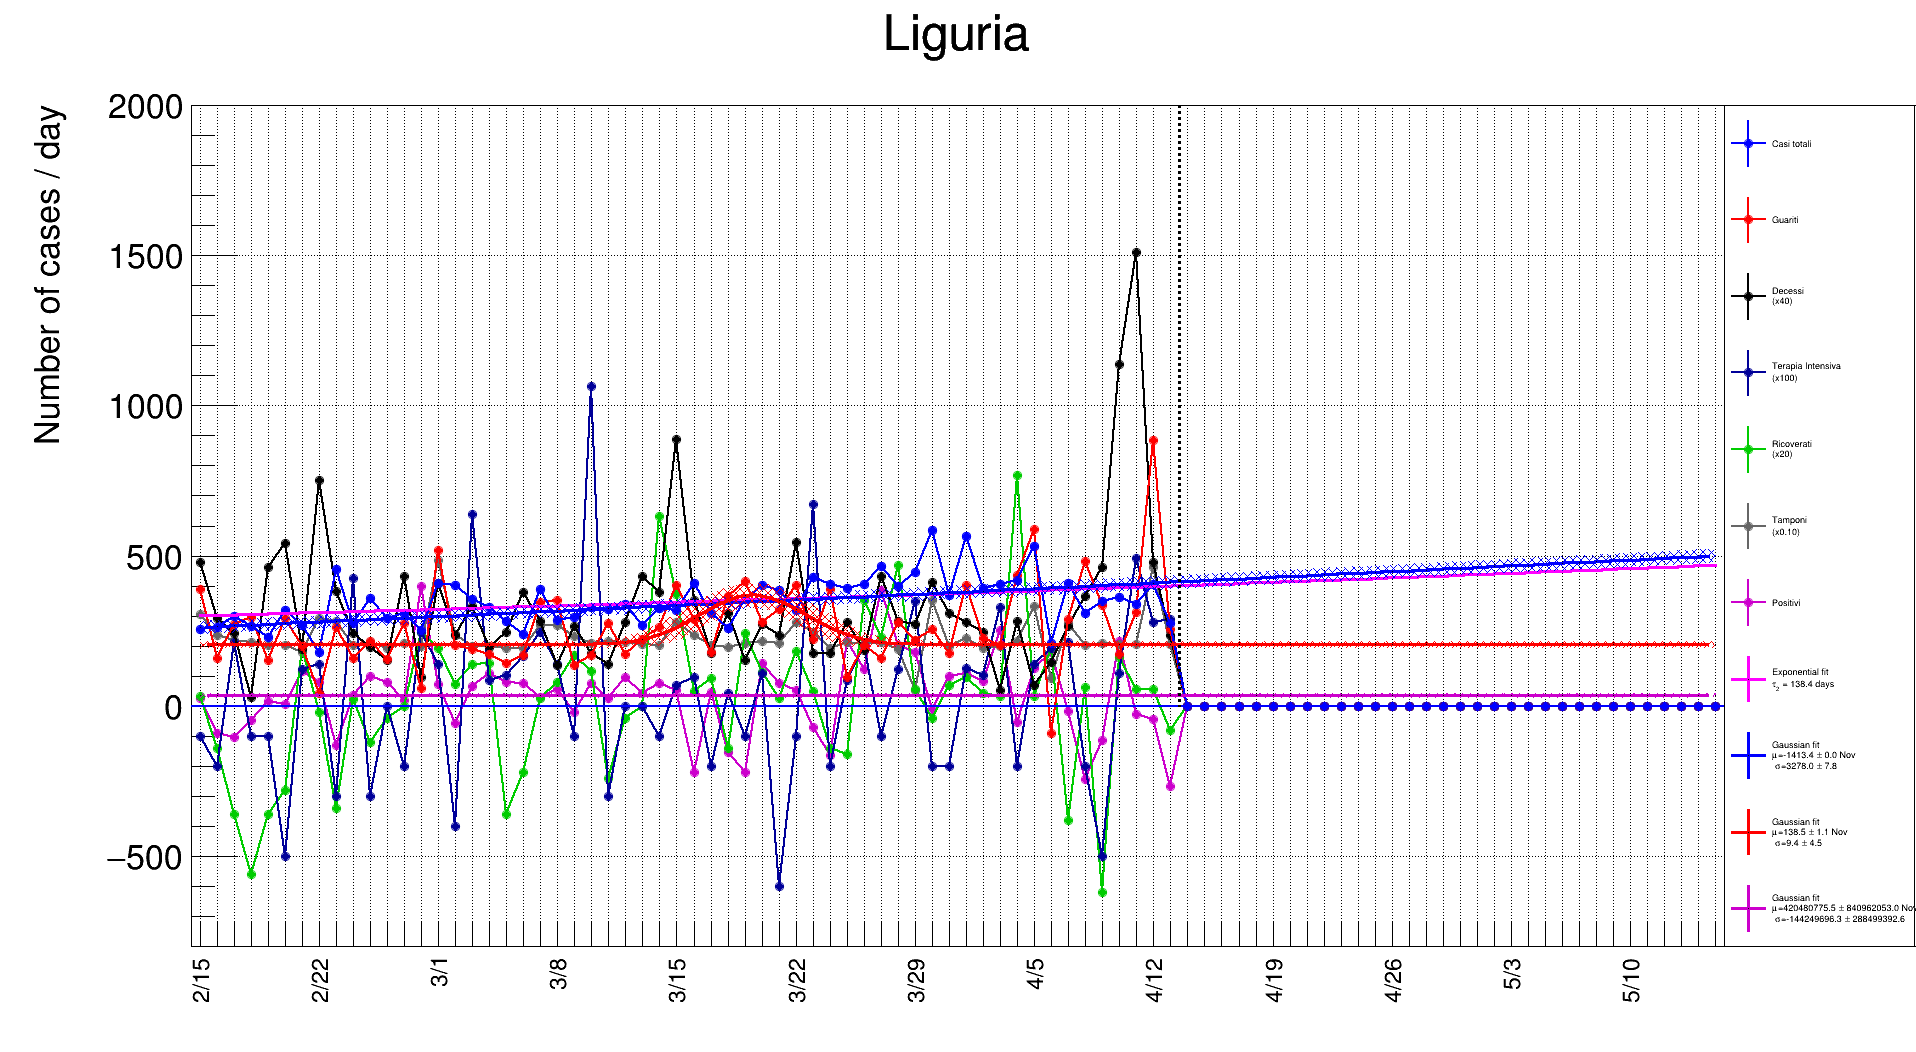 Liguria
Number of cases / day
2000
1500
1000
500
0
−500
2/15
2/22
3/1
3/8
3/15
3/22
3/29
4/5
4/12
4/19
4/26
5/3
5/10
Casi totali
Guariti
Decessi
(x40)
Terapia Intensiva
(x100)
Ricoverati
(x20)
Tamponi
(x0.10)
Positivi
Exponential fit
τ2 = 138.4 days
Gaussian fit
μ=-1413.4 ± 0.0 Nov
σ=3278.0 ± 7.8
Gaussian fit
μ=138.5 ± 1.1 Nov
σ=9.4 ± 4.5
Gaussian fit
μ=420480775.5 ± 840962053.0 Nov
σ=-144249696.3 ± 288499392.6